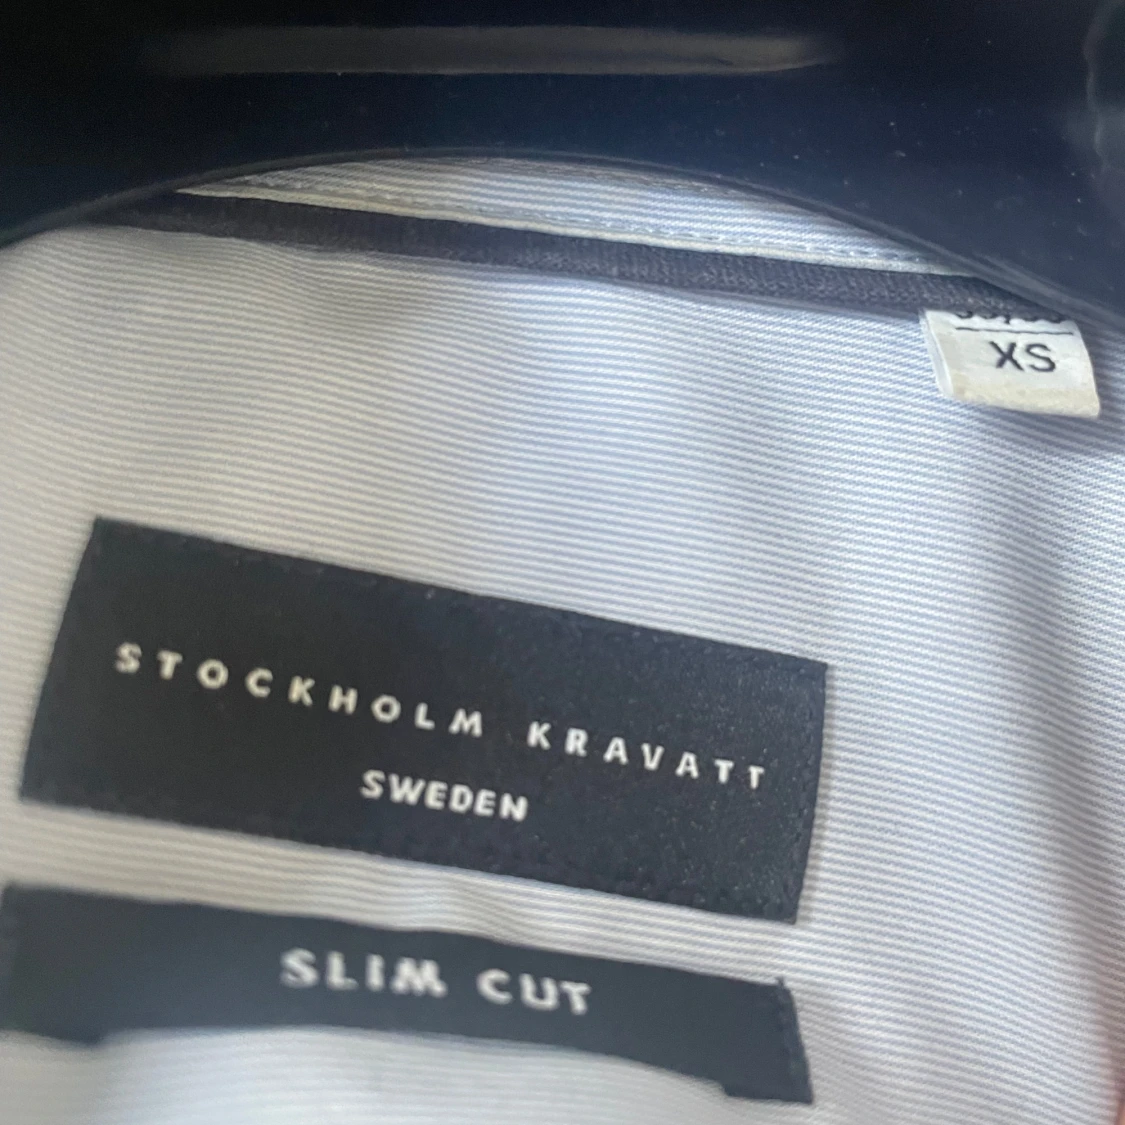 XS
STOCKHOLM KRAVATT
SWEDEN
SLIM CUT